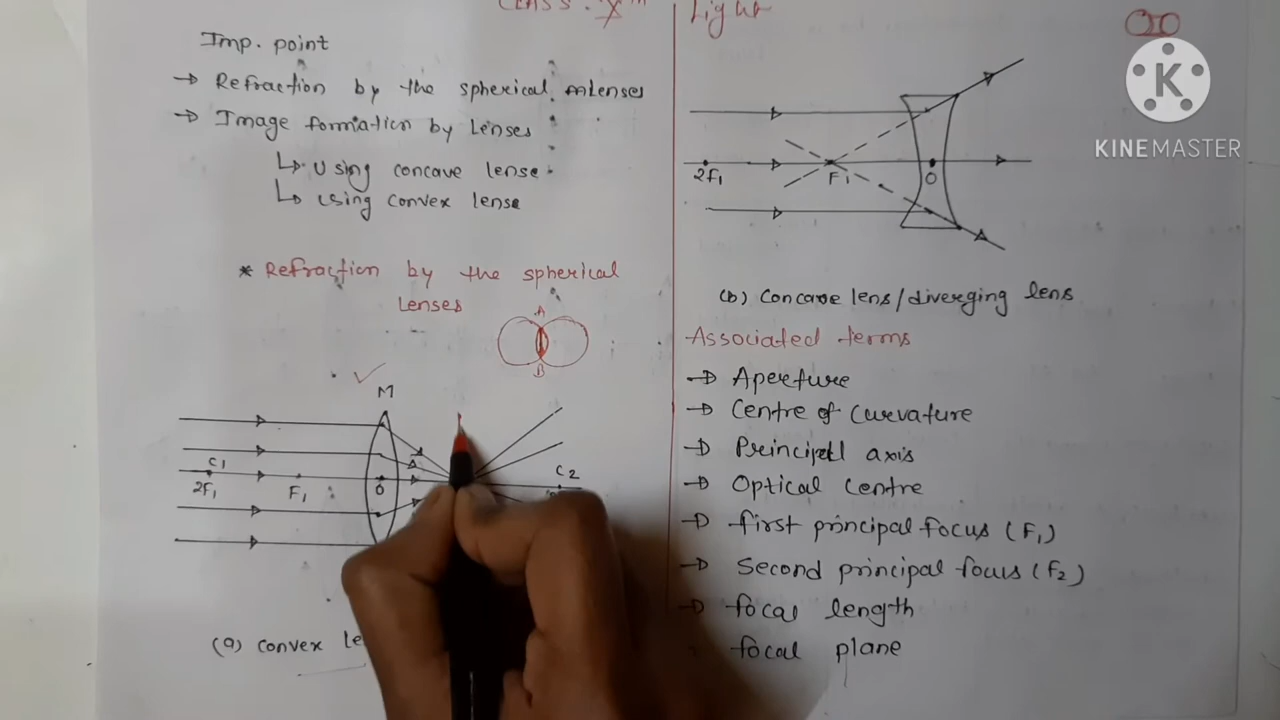 CLASS. Xth
Imp. point
→ Refraction by the spherical lenses
→ Image formation by lenses
↳ Using concave lense
↳ using convex lense
* Refraction by the spherical
lenses
A
B
M
C1
2F1
F1
O
C2
(a) convex le
Light
K
KINEMASTER
2F1
F1
O
(b) concave lens/diverging lens
Associated terms
→ Aperture
→ Centre of curvature
→ Principal axis
→ Optical centre
→ first principal focus (F1)
→ Second principal focus (F2)
→ focal length
focal plane